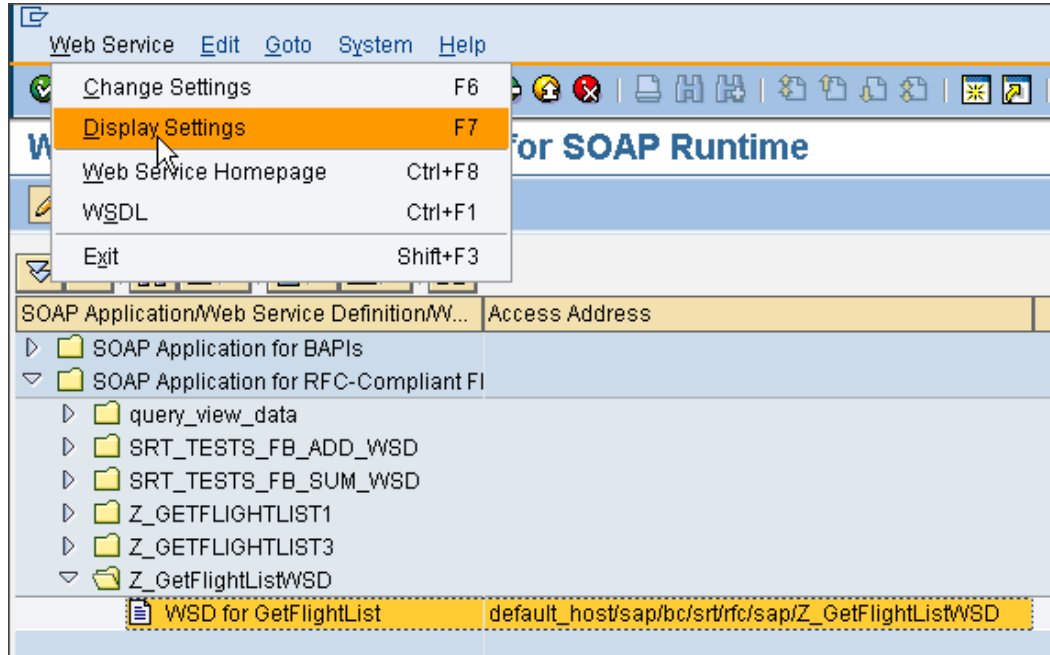 Web Service Edit Goto System Help
Change Settings F6
Display Settings F7
Web Service Homepage Ctrl+F8
WSDL Ctrl+F1
Exit Shift+F3
W for SOAP Runtime
SOAP Application/Web Service Definition/W... Access Address
SOAP Application for BAPIs
SOAP Application for RFC-Compliant F
query_view_data
SRT_TESTS_FB_ADD_WSD
SRT_TESTS_FB_SUM_WSD
Z_GETFLIGHTLIST1
Z_GETFLIGHTLIST3
Z_GetFlightListWSD
WSD for GetFlightList default_host/sap/bc/srt/rfc/sap/Z_GetFlightListWSD